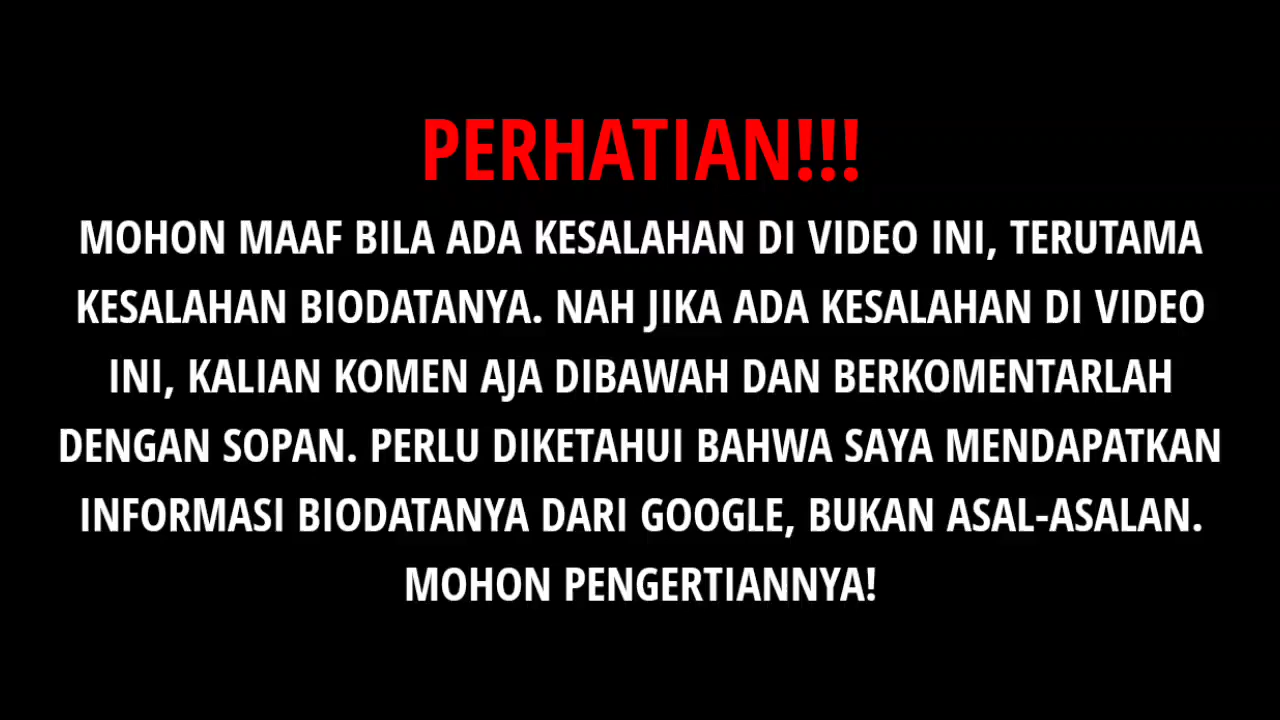 PERHATIAN!!!
MOHON MAAF BILA ADA KESALAHAN DI VIDEO INI, TERUTAMA
KESALAHAN BIODATANYA. NAH JIKA ADA KESALAHAN DI VIDEO
INI, KALIAN KOMEN AJA DIBAWAH DAN BERKOMENTARLAH
DENGAN SOPAN. PERLU DIKETAHUI BAHWA SAYA MENDAPATKAN
INFORMASI BIODATANYA DARI GOOGLE, BUKAN ASAL-ASALAN.
MOHON PENGERTIANNYA!